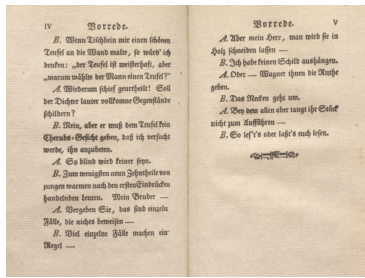 IV Vorrede.
B. Wenn Tischbein mir einen schönen
Teufel an die Wand malte, so würd' ich
denken: „der Teufel ist meisterhaft, aber
„warum wählte der Mann einen Teufel?"
A. Wiederum schief geurtheilt! Soll
der Dichter lauter vollkomne Gegenstände
schildern?
B. Nein, aber er muß dem Teufel kein
Cherubs-Gesicht geben, daß ich versucht
werde, ihn anzubeten.
A. So blind wird keiner seyn.
B. Zum wenigsten neun Zehntheile von
jungen warmen nach den ersten Eindrücken
handelnden Leuten. Mein Bruder —
A. Vergeben Sie, das sind einzeln
Fälle, die nichts beweisen —
B. Viel einzelne Fälle machen ein
Regel —
Vorrede. V
A. Aber mein Herr, man wird sie in
Holz schneiden lassen —
B. Ich habe keinen Schild auszuhängen.
A. Oder — Wagner ihnen die Ruthe
geben.
B. Das Necken geht um.
A. Bey dem allen aber taugt ihr Stück
nicht zum Aufführen —
B. So les't's oder laßt's euch lesen.